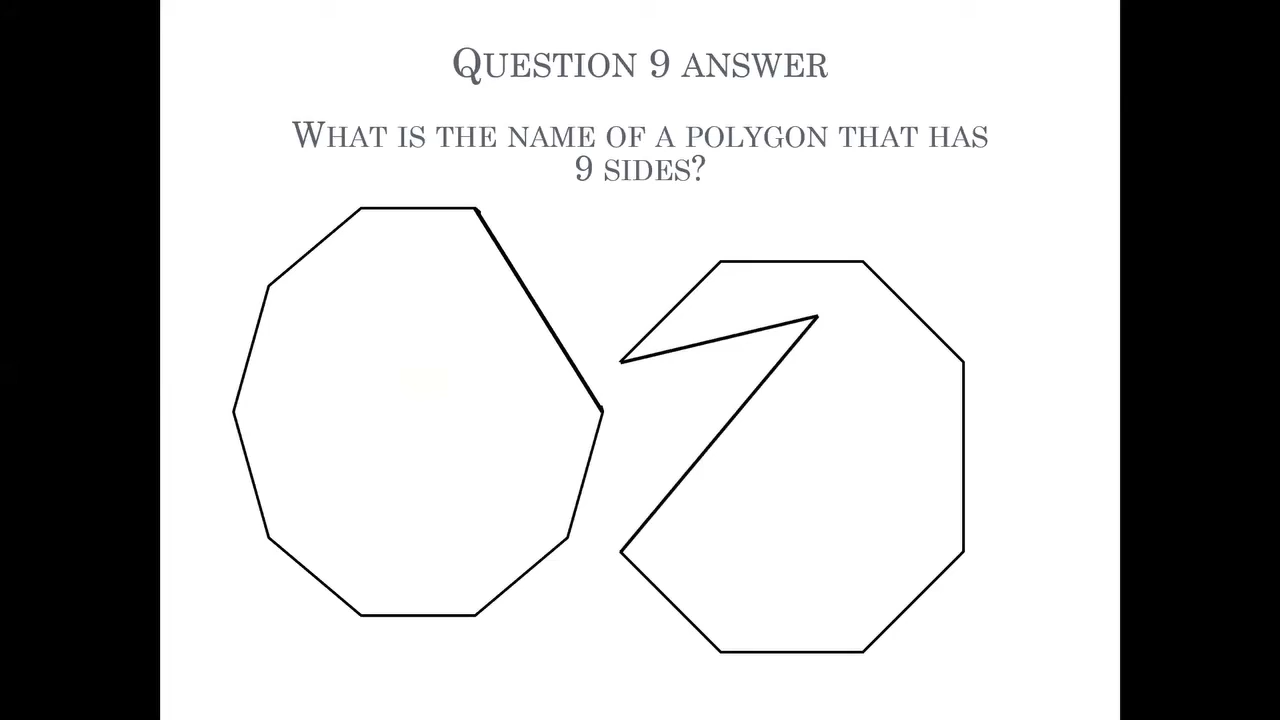 Question 9 answer
What is the name of a polygon that has
9 sides?